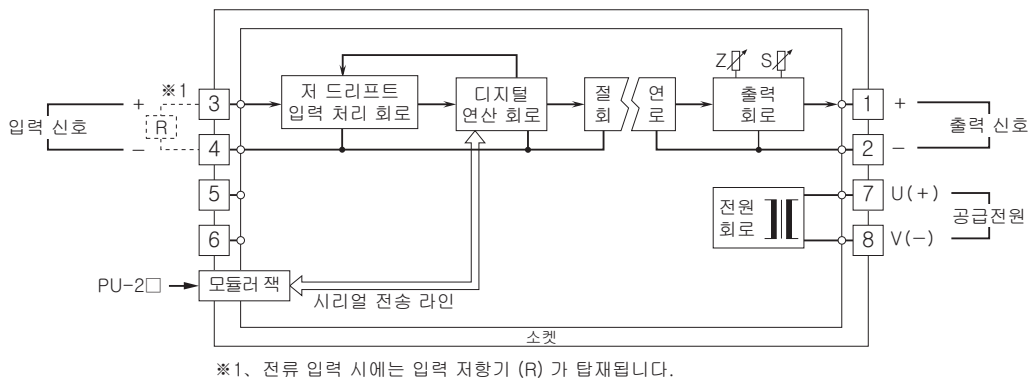 Z S
※1
3 저 드리프트 디지털 절 연 출력 1 +
+ R 입력 처리 회로 연산 회로 회 로 회로
입력 신호 출력 신호
− 4 2 −
5 7 U(+)
전원 공급전원
6 회로 8 V(−)
PU-2□ 모듈러 잭
시리얼 전송 라인
소켓
※1、전류 입력 시에는 입력 저항기 (R) 가 탑재됩니다.